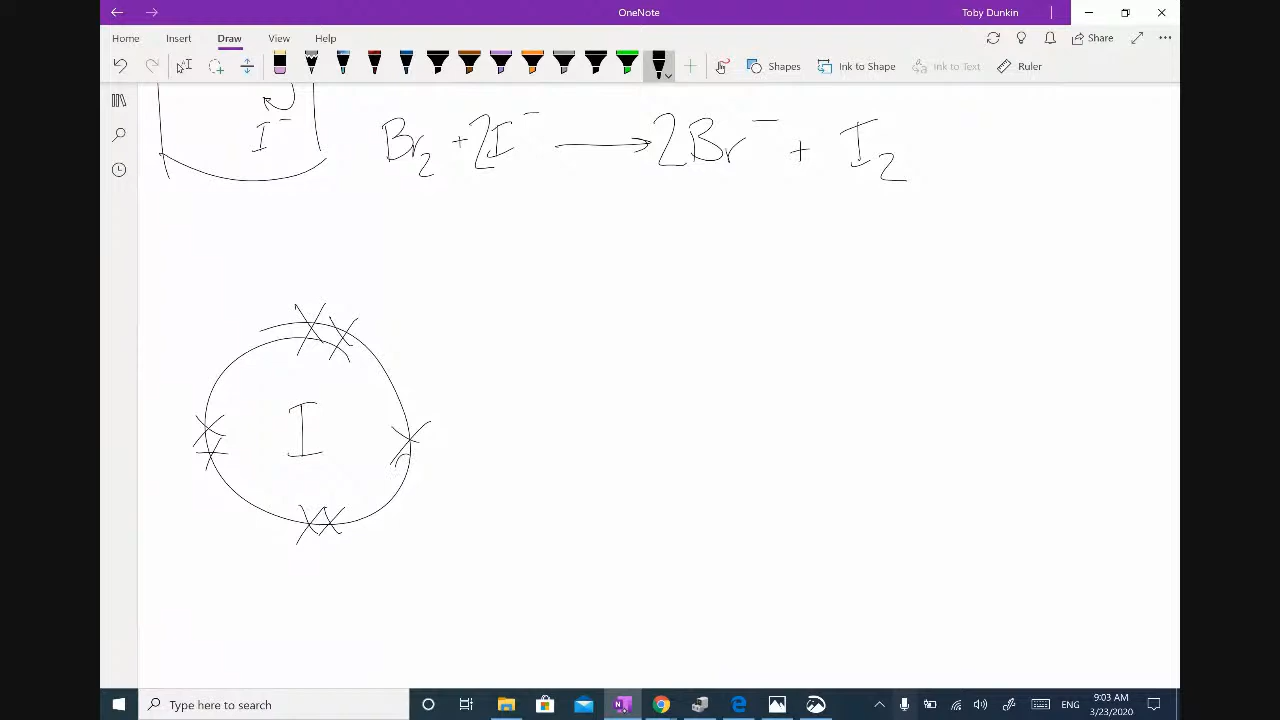 OneNote
Toby Dunkin
Home Insert Draw View Help
Share
Shapes Ink to Shape Ink to Text Ruler
I⁻
Br₂ + 2I⁻ → 2Br⁻ + I₂
I
Type here to search
ENG
9:03 AM
3/23/2020